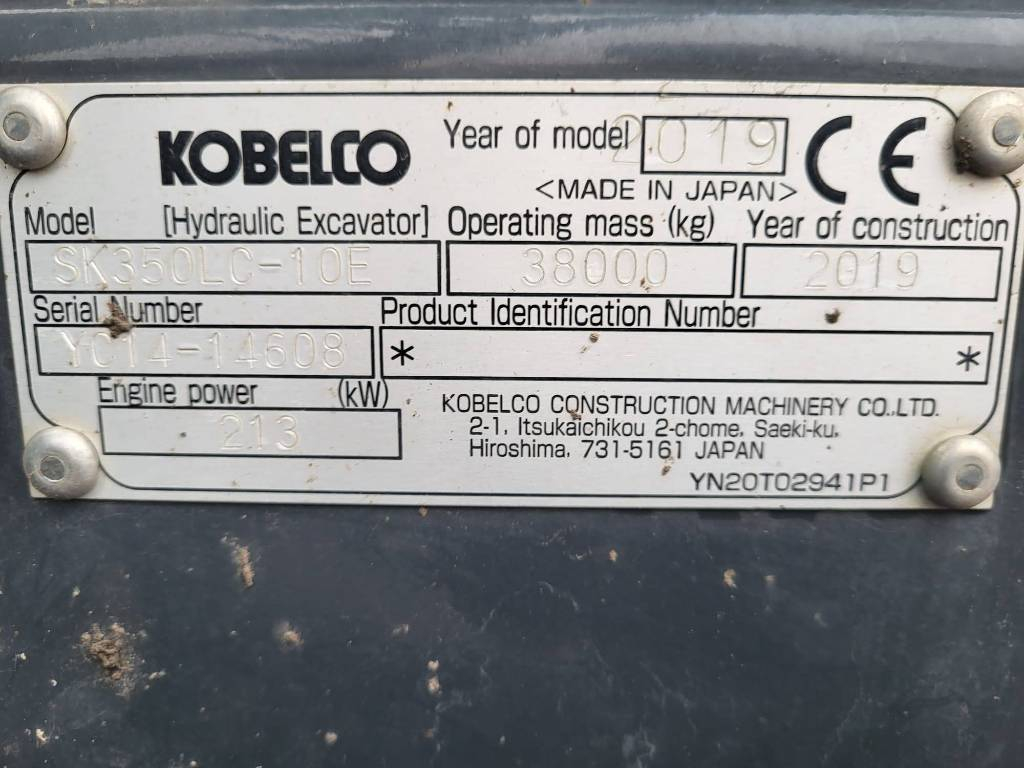 KOBELCO
Year of model 2019
<MADE IN JAPAN>
CE
Model [Hydraulic Excavator] Operating mass (kg) Year of construction
SK350LC-10E 38000 2019
Serial Number Product Identification Number
YC14-14608 * *
Engine power (kW)
213
KOBELCO CONSTRUCTION MACHINERY CO.,LTD.
2-1, Itsukaichikou 2-chome, Saeki-ku,
Hiroshima, 731-5161 JAPAN
YN20T02941P1